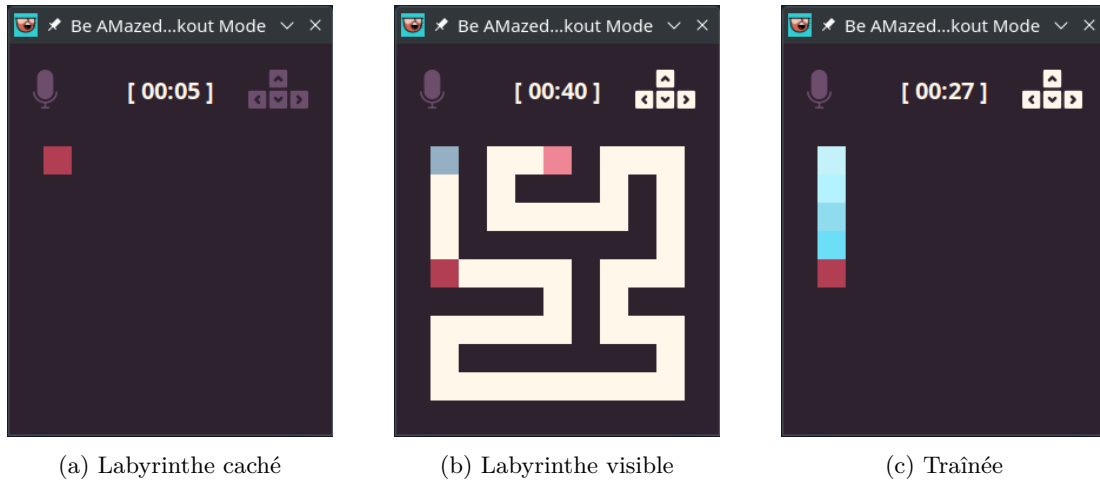 Be AMazed...kout Mode
[ 00:05 ]
(a) Labyrinthe caché
Be AMazed...kout Mode
[ 00:40 ]
(b) Labyrinthe visible
Be AMazed...kout Mode
[ 00:27 ]
(c) Traînée